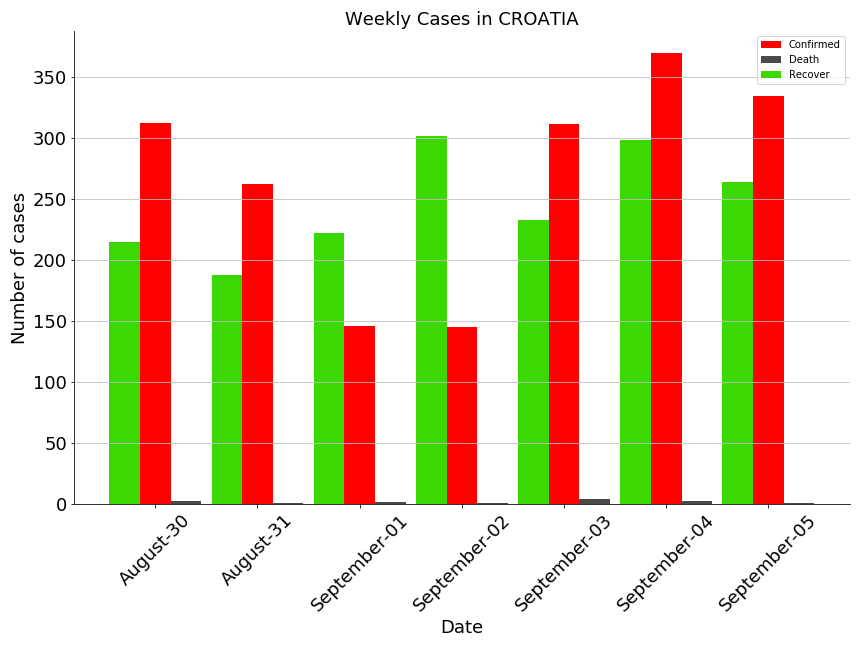 Weekly Cases in CROATIA
Confirmed
Death
Recover
Number of cases
350
300
250
200
150
100
50
0
August-30
August-31
September-01
September-02
September-03
September-04
September-05
Date